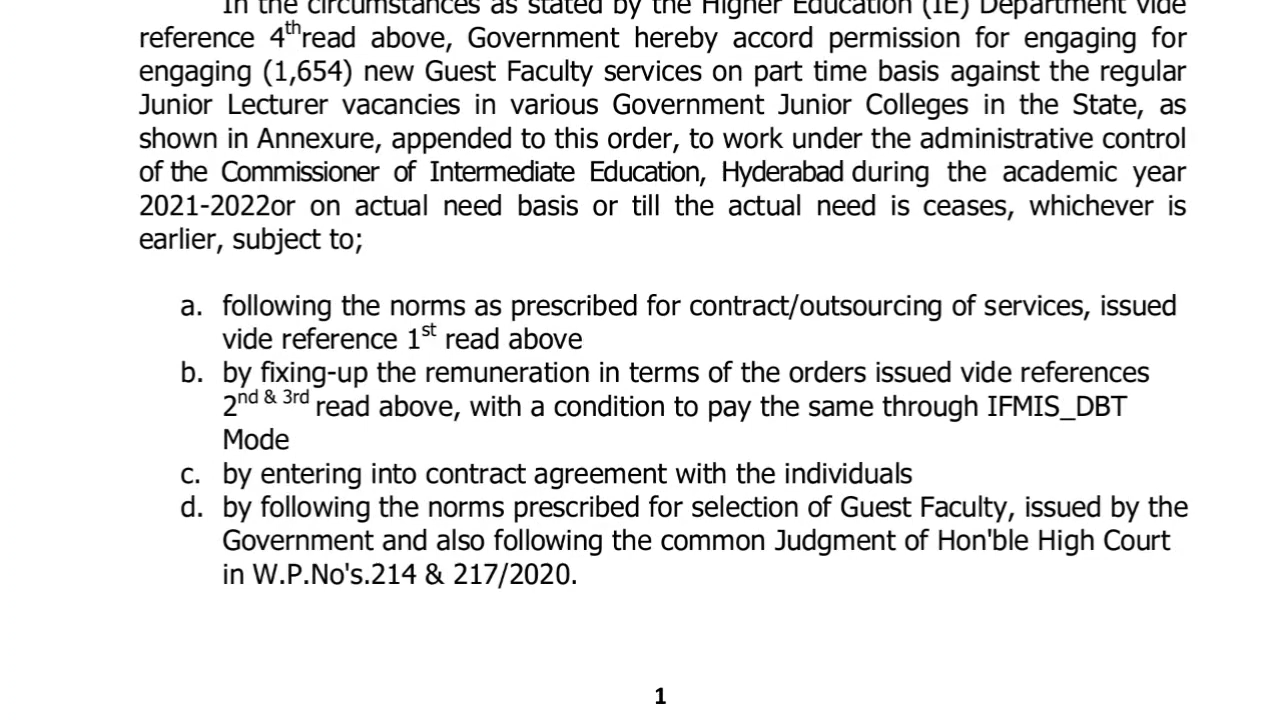 In the circumstances as stated by the Higher Education (IE) Department vide
reference 4thread above, Government hereby accord permission for engaging for
engaging (1,654) new Guest Faculty services on part time basis against the regular
Junior Lecturer vacancies in various Government Junior Colleges in the State, as
shown in Annexure, appended to this order, to work under the administrative control
of the Commissioner of Intermediate Education, Hyderabad during the academic year
2021-2022or on actual need basis or till the actual need is ceases, whichever is
earlier, subject to;
a. following the norms as prescribed for contract/outsourcing of services, issued
vide reference 1st read above
b. by fixing-up the remuneration in terms of the orders issued vide references
2nd & 3rd read above, with a condition to pay the same through IFMIS_DBT
Mode
c. by entering into contract agreement with the individuals
d. by following the norms prescribed for selection of Guest Faculty, issued by the
Government and also following the common Judgment of Hon'ble High Court
in W.P.No's.214 & 217/2020.
1